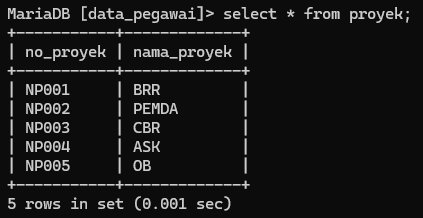 MariaDB [data_pegawai]> select * from proyek;
+-----------+-------------+
| no_proyek | nama_proyek |
+-----------+-------------+
| NP001     | BRR         |
| NP002     | PEMDA       |
| NP003     | CBR         |
| NP004     | ASK         |
| NP005     | OB          |
+-----------+-------------+
5 rows in set (0.001 sec)